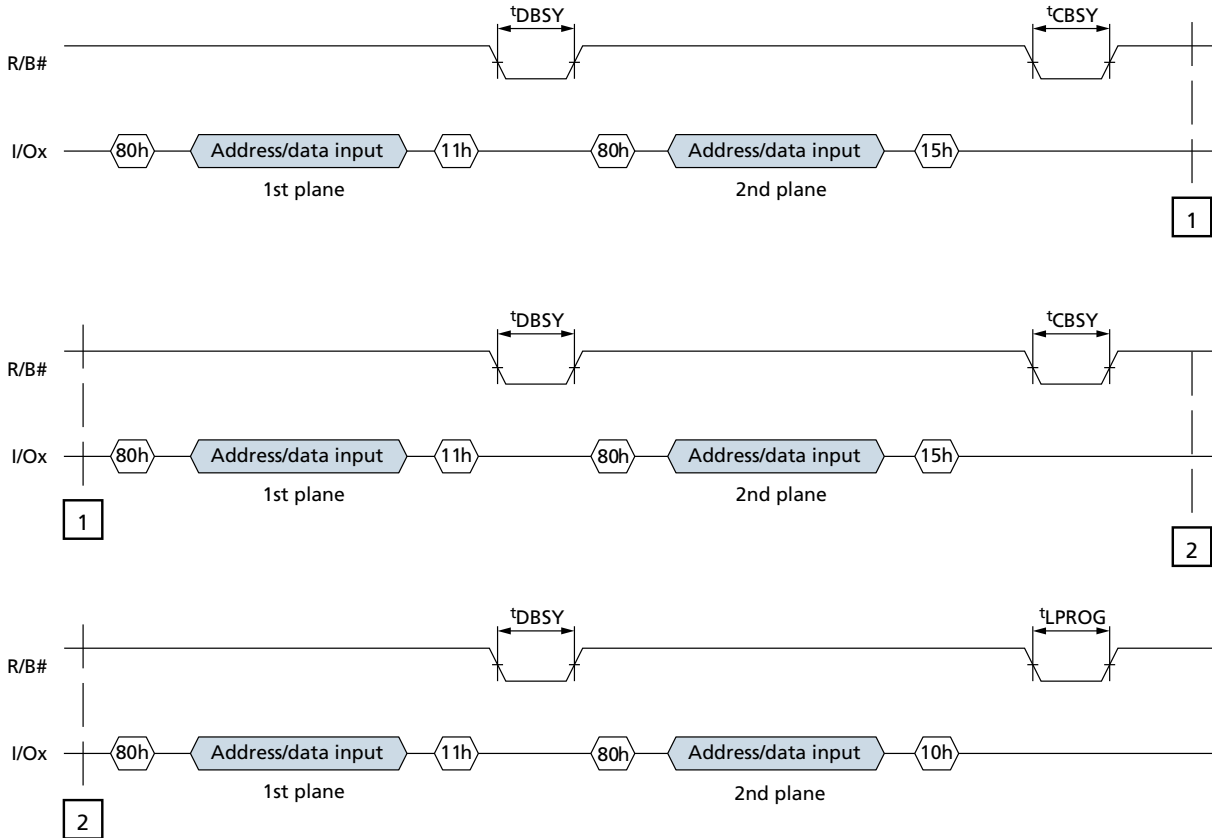 tDBSY tCBSY
R/B#
I/Ox 80h Address/data input 11h 80h Address/data input 15h
1st plane 2nd plane
1
tDBSY tCBSY
R/B#
I/Ox 80h Address/data input 11h 80h Address/data input 15h
1st plane 2nd plane
1
2
tDBSY tLPROG
R/B#
I/Ox 80h Address/data input 11h 80h Address/data input 10h
1st plane 2nd plane
2